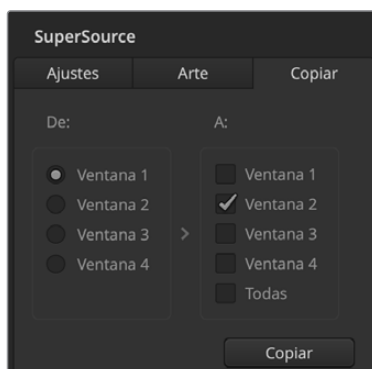 SuperSource
Ajustes Arte Copiar
De: A:
Ventana 1 Ventana 1
Ventana 2 Ventana 2
Ventana 3 > Ventana 3
Ventana 4 Ventana 4
Todas
Copiar